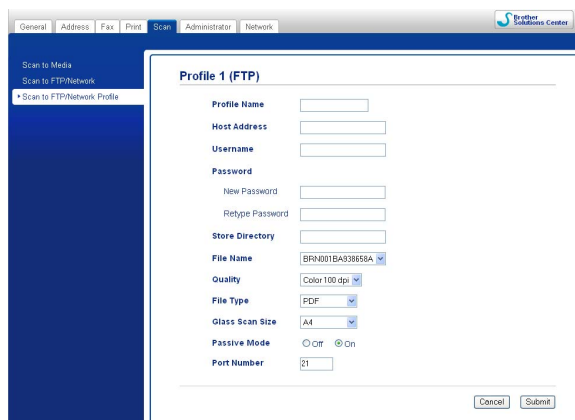 General Address Fax Print Scan Administrator Network
Brother
Solutions Center
Scan to Media
Scan to FTP/Network
Scan to FTP/Network Profile
Profile 1 (FTP)
Profile Name
Host Address
Username
Password
New Password
Retype Password
Store Directory
File Name BRN001BA938658A
Quality Color 100 dpi
File Type PDF
Glass Scan Size A4
Passive Mode Off On
Port Number 21
Cancel Submit